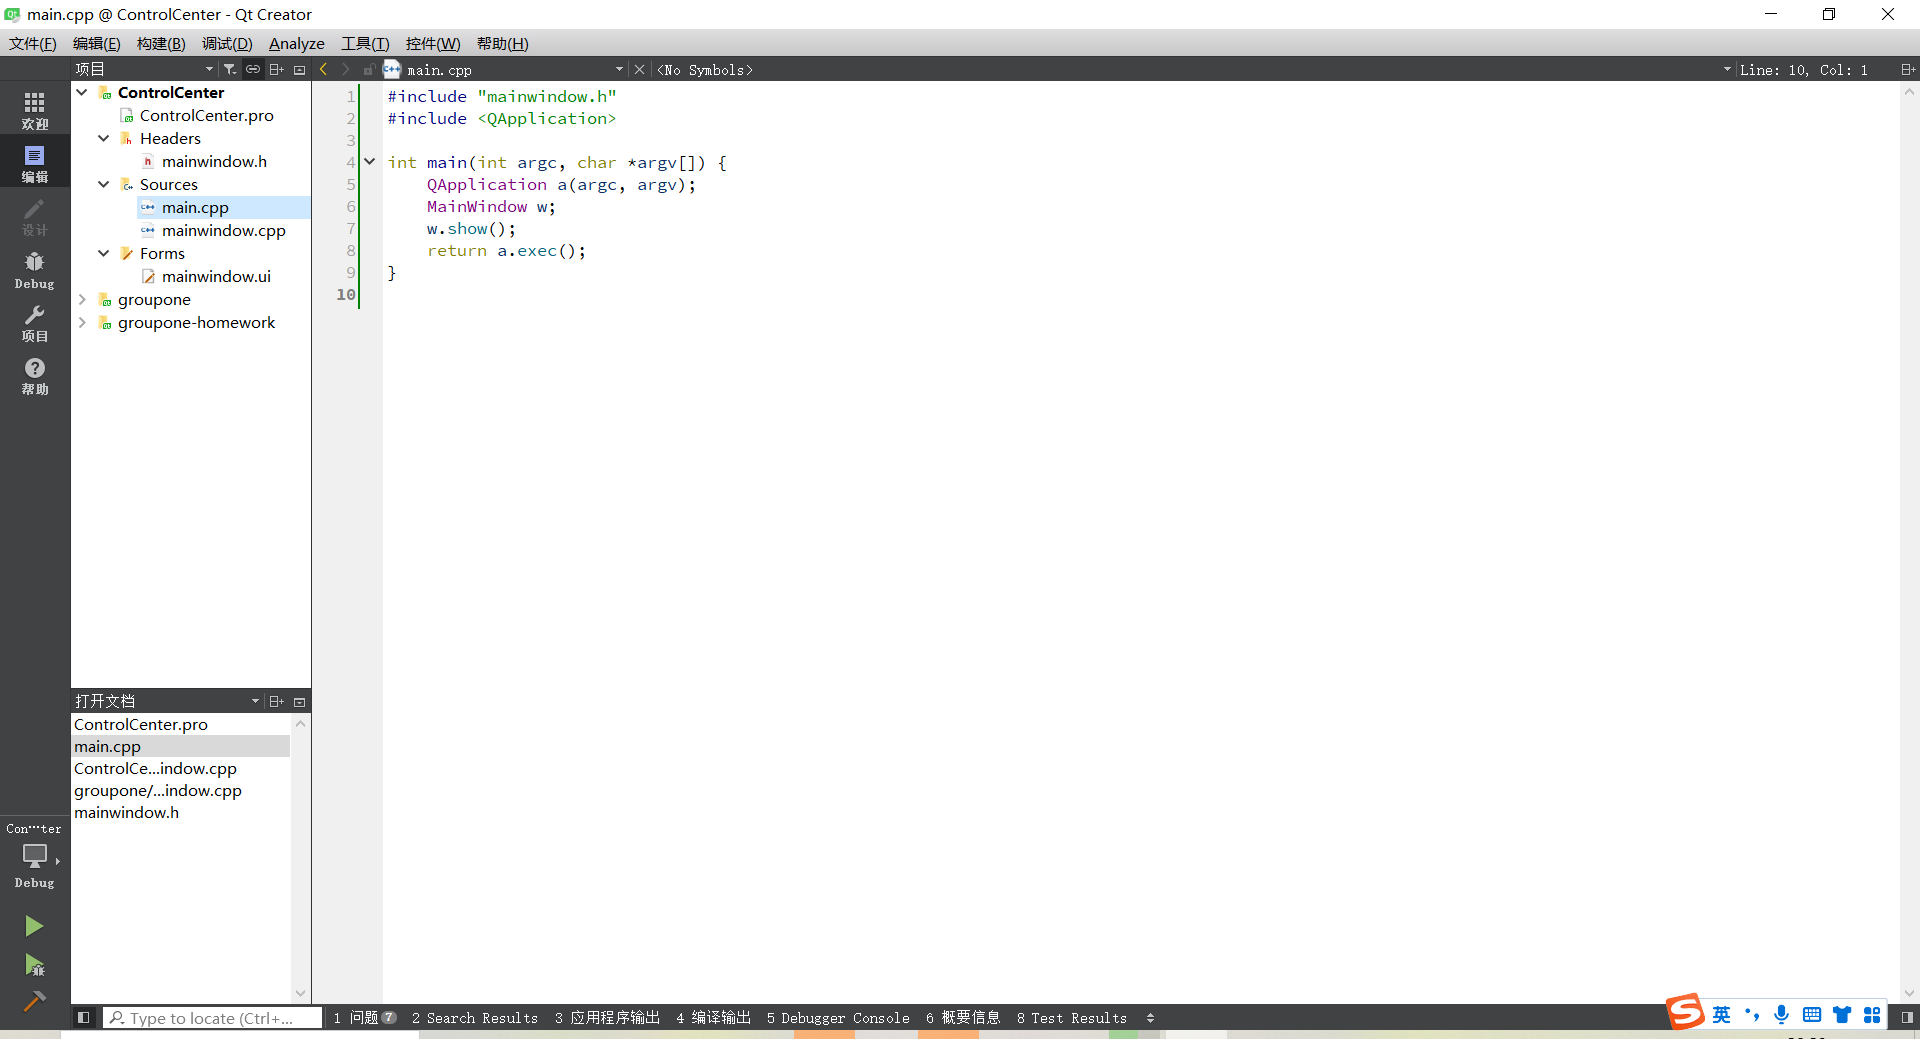 main.cpp @ ControlCenter - Qt Creator
文件(F) 编辑(E) 构建(B) 调试(D) Analyze 工具(T) 控件(W) 帮助(H)
项目
main.cpp
<No Symbols>
Line: 10, Col: 1
欢迎
编辑
设计
Debug
项目
帮助
ControlCenter
ControlCenter.pro
Headers
mainwindow.h
Sources
main.cpp
mainwindow.cpp
Forms
mainwindow.ui
groupone
groupone-homework
1 #include "mainwindow.h"
2 #include <QApplication>
3
4 int main(int argc, char *argv[]) {
5 QApplication a(argc, argv);
6 MainWindow w;
7 w.show();
8 return a.exec();
9 }
10
打开文档
ControlCenter.pro
main.cpp
ControlCe...indow.cpp
groupone/...indow.cpp
mainwindow.h
Con···ter
Debug
Type to locate (Ctrl+...
1 问题 7 2 Search Results 3 应用程序输出 4 编译输出 5 Debugger Console 6 概要信息 8 Test Results
S 英